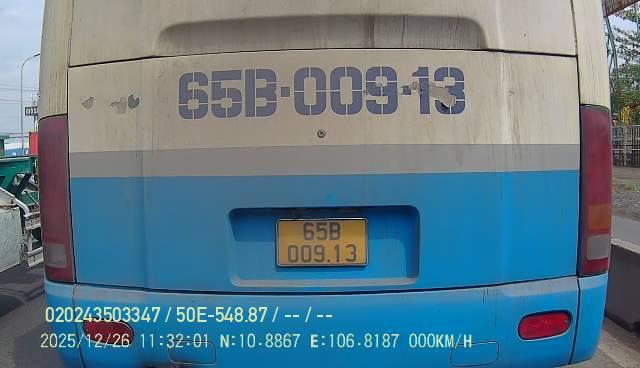 65B-009-13
65B
009.13
020243503347 / 50E-548.87 / -- / --
2025/12/26 11:32:01 N:10.8867 E:106.8187 000KM/H